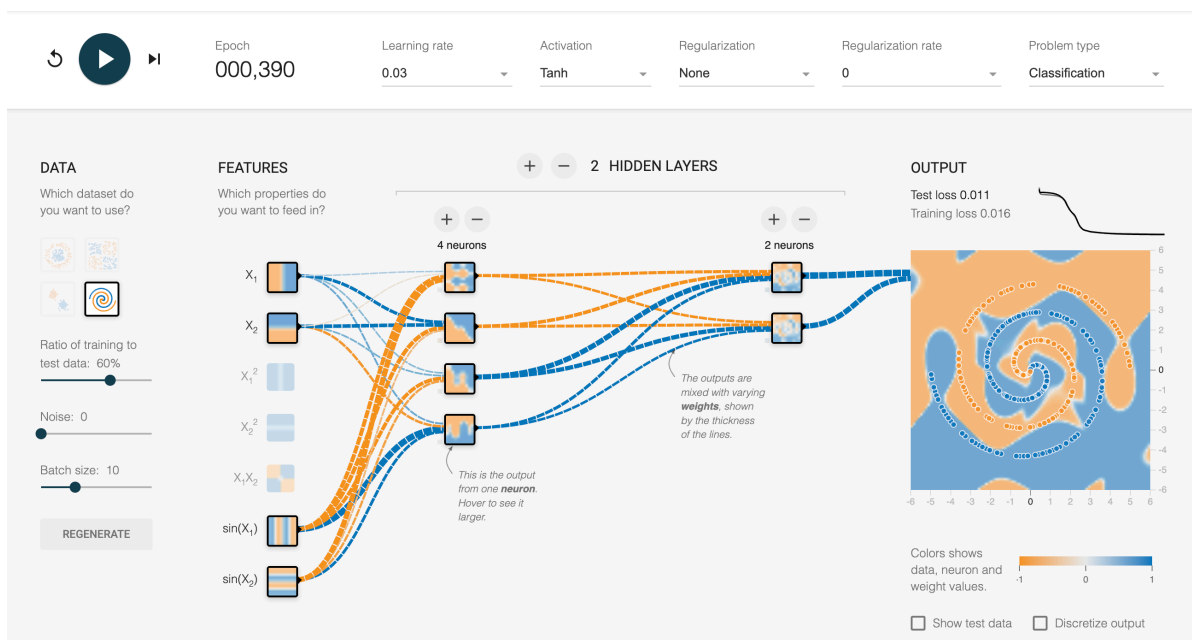 Epoch
000,390
Learning rate
0.03
Activation
Tanh
Regularization
None
Regularization rate
0
Problem type
Classification
DATA
Which dataset do
you want to use?
Ratio of training to
test data: 60%
Noise: 0
Batch size: 10
REGENERATE
FEATURES
Which properties do
you want to feed in?
X₁
X₂
X₁²
X₂²
X₁X₂
sin(X₁)
sin(X₂)
+ − 2 HIDDEN LAYERS
+ −
4 neurons
+ −
2 neurons
This is the output
from one neuron.
Hover to see it
larger.
The outputs are
mixed with varying
weights, shown
by the thickness
of the lines.
OUTPUT
Test loss 0.011
Training loss 0.016
6
5
4
3
2
1
0
-1
-2
-3
-4
-5
-6
-6 -5 -4 -3 -2 -1 0 1 2 3 4 5 6
Colors shows
data, neuron and
weight values.
-1 0 1
Show test data
Discretize output